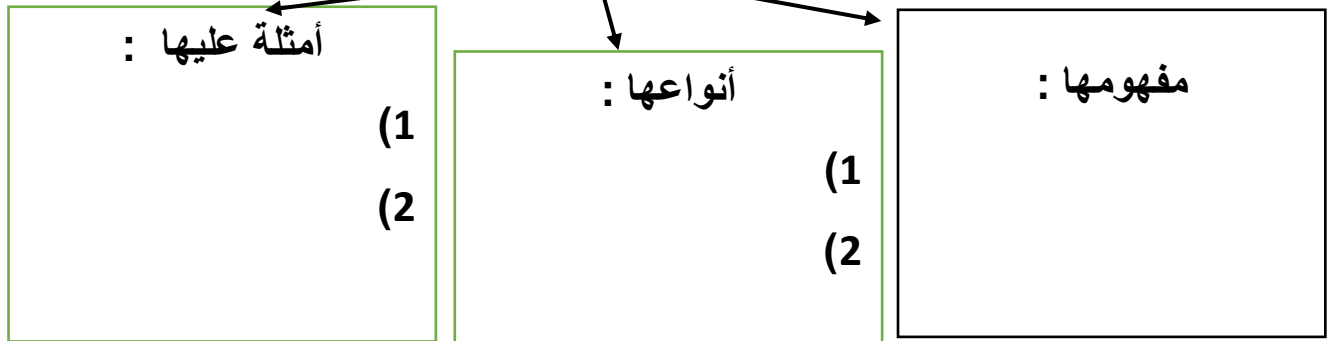 مفهومها :
أنواعها :
1)
2)
أمثلة عليها :
1)
2)